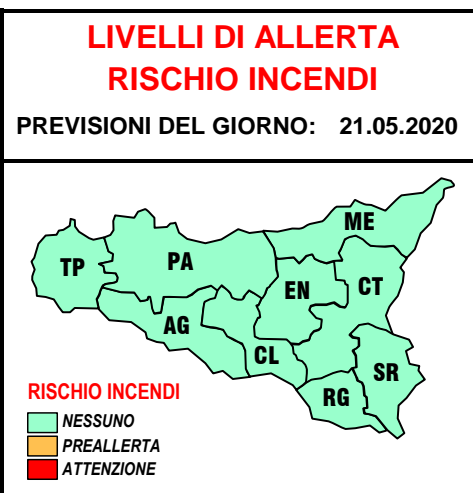 LIVELLI DI ALLERTA
RISCHIO INCENDI
PREVISIONI DEL GIORNO: 21.05.2020
ME
TP
PA
EN
CT
AG
CL
SR
RG
RISCHIO INCENDI
NESSUNO
PREALLERTA
ATTENZIONE